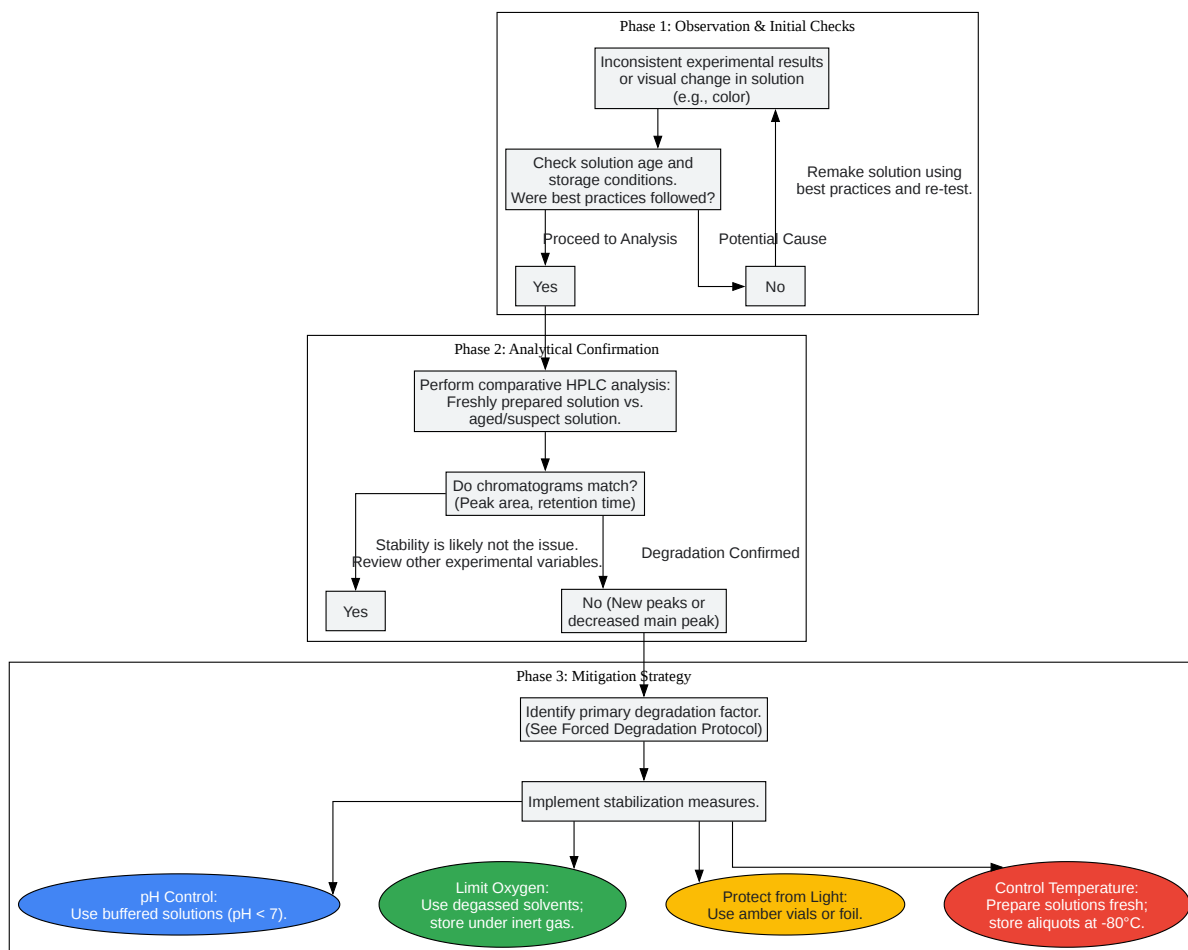 Phase 1: Observation & Initial Checks
Inconsistent experimental results
or visual change in solution
(e.g., color)
Check solution age and
storage conditions.
Were best practices followed?
Remake solution using
best practices and re-test.
Proceed to Analysis
Potential Cause
Yes
No
Phase 2: Analytical Confirmation
Perform comparative HPLC analysis:
Freshly prepared solution vs.
aged/suspect solution.
Do chromatograms match?
(Peak area, retention time)
Stability is likely not the issue.
Review other experimental variables.
Degradation Confirmed
Yes
No (New peaks or
decreased main peak)
Phase 3: Mitigation Strategy
Identify primary degradation factor.
(See Forced Degradation Protocol)
Implement stabilization measures.
pH Control:
Use buffered solutions (pH < 7).
Limit Oxygen:
Use degassed solvents;
store under inert gas.
Protect from Light:
Use amber vials or foil.
Control Temperature:
Prepare solutions fresh;
store aliquots at -80°C.